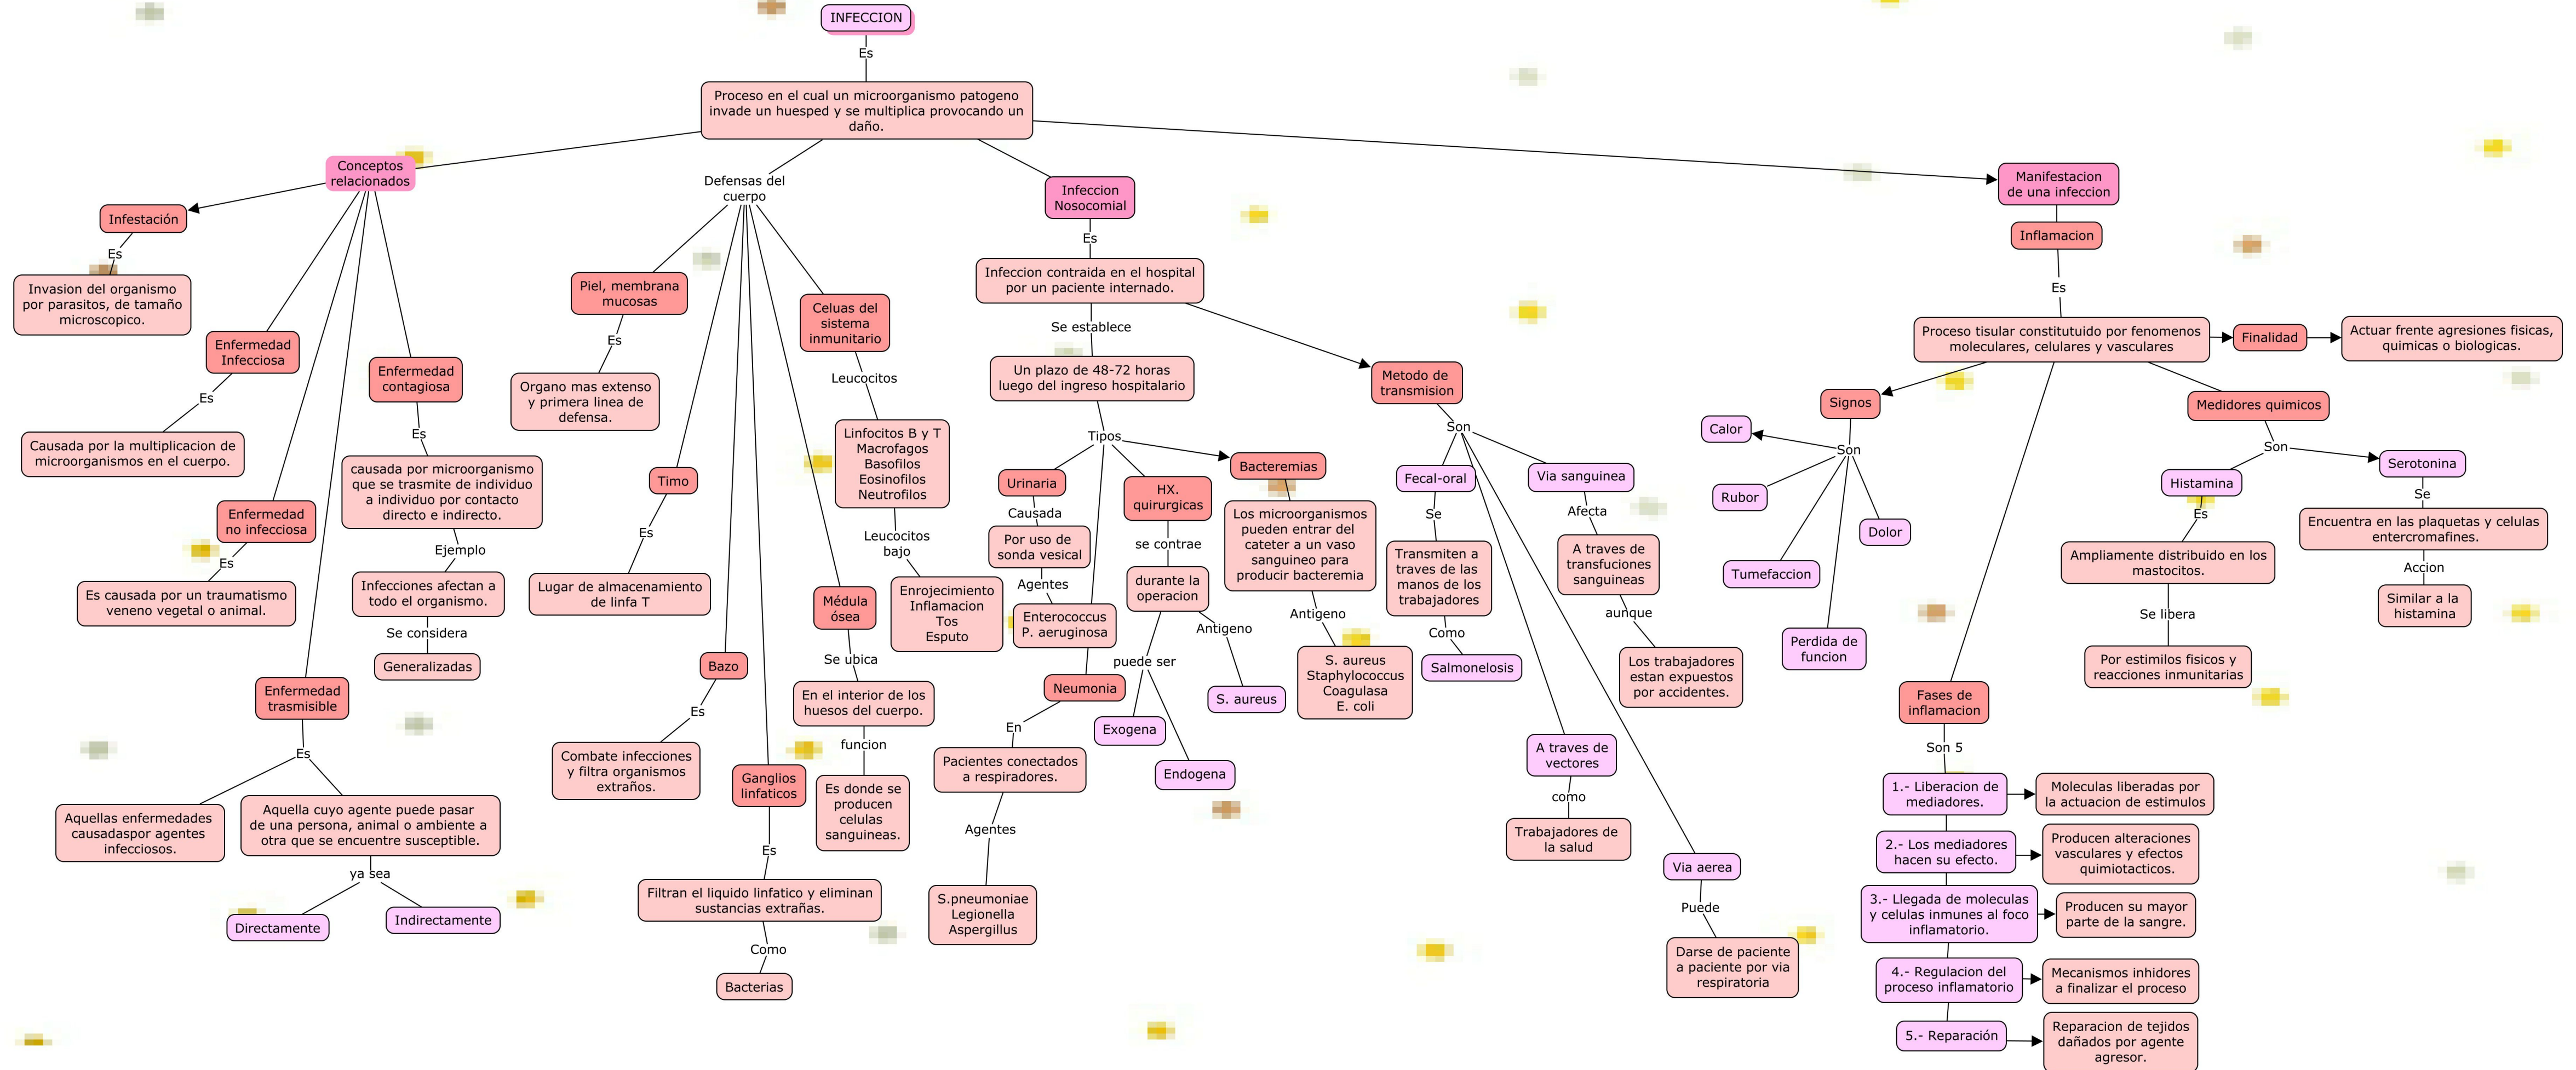 INFECCION
Es
Proceso en el cual un microorganismo patogeno
invade un huesped y se multiplica provocando un
daño.
Conceptos
relacionados
Infestación
Es
Invasion del organismo
por parasitos, de tamaño
microscopico.
Enfermedad
Infecciosa
Es
Causada por la multiplicacion de
microorganismos en el cuerpo.
Enfermedad
no infecciosa
Es
Es causada por un traumatismo
veneno vegetal o animal.
Enfermedad
contagiosa
Es
causada por microorganismo
que se trasmite de individuo
a individuo por contacto
directo e indirecto.
Ejemplo
Infecciones afectan a
todo el organismo.
Se considera
Generalizadas
Enfermedad
trasmisible
Es
Aquellas enfermedades
causadaspor agentes
infecciosos.
Aquella cuyo agente puede pasar
de una persona, animal o ambiente a
otra que se encuentre susceptible.
ya sea
Directamente
Indirectamente
Defensas del
cuerpo
Piel, membrana
mucosas
Es
Organo mas extenso
y primera linea de
defensa.
Timo
Es
Lugar de almacenamiento
de linfa T
Bazo
Es
Combate infecciones
y filtra organismos
extraños.
Ganglios
linfaticos
Es
Filtran el liquido linfatico y eliminan
sustancias extrañas.
Como
Bacterias
Médula
ósea
Se ubica
En el interior de los
huesos del cuerpo.
funcion
Es donde se
producen
celulas
sanguineas.
Celuas del
sistema
inmunitario
Leucocitos
Linfocitos B y T
Macrofagos
Basofilos
Eosinofilos
Neutrofilos
Leucocitos
bajo
Enrojecimiento
Inflamacion
Tos
Esputo
Infeccion
Nosocomial
Es
Infeccion contraida en el hospital
por un paciente internado.
Se establece
Un plazo de 48-72 horas
luego del ingreso hospitalario
Tipos
Urinaria
Causada
Por uso de
sonda vesical
Agentes
Enterococcus
P. aeruginosa
Neumonia
En
Pacientes conectados
a respiradores.
Agentes
S.pneumoniae
Legionella
Aspergillus
HX.
quirurgicas
se contrae
durante la
operacion
puede ser
Exogena
Endogena
Antigeno
S. aureus
Bacteremias
Los microorganismos
pueden entrar del
cateter a un vaso
sanguineo para
producir bacteremia
Antigeno
S. aureus
Staphylococcus
Coagulasa
E. coli
Metodo de
transmision
Son
Fecal-oral
Se
Transmiten a
traves de las
manos de los
trabajadores
Como
Salmonelosis
Via sanguinea
Afecta
A traves de
transfuciones
sanguineas
aunque
Los trabajadores
estan expuestos
por accidentes.
A traves de
vectores
como
Trabajadores de
la salud
Via aerea
Puede
Darse de paciente
a paciente por via
respiratoria
Manifestacion
de una infeccion
Inflamacion
Es
Proceso tisular constitutuido por fenomenos
moleculares, celulares y vasculares
Finalidad
Actuar frente agresiones fisicas,
quimicas o biologicas.
Signos
Son
Calor
Rubor
Tumefaccion
Perdida de
funcion
Dolor
Medidores quimicos
Son
Histamina
Es
Ampliamente distribuido en los
mastocitos.
Se libera
Por estimilos fisicos y
reacciones inmunitarias
Serotonina
Se
Encuentra en las plaquetas y celulas
entercromafines.
Accion
Similar a la
histamina
Fases de
inflamacion
Son 5
1.- Liberacion de
mediadores.
Moleculas liberadas por
la actuacion de estimulos
2.- Los mediadores
hacen su efecto.
Producen alteraciones
vasculares y efectos
quimiotacticos.
3.- Llegada de moleculas
y celulas inmunes al foco
inflamatorio.
Producen su mayor
parte de la sangre.
4.- Regulacion del
proceso inflamatorio
Mecanismos inhidores
a finalizar el proceso
5.- Reparación
Reparacion de tejidos
dañados por agente
agresor.